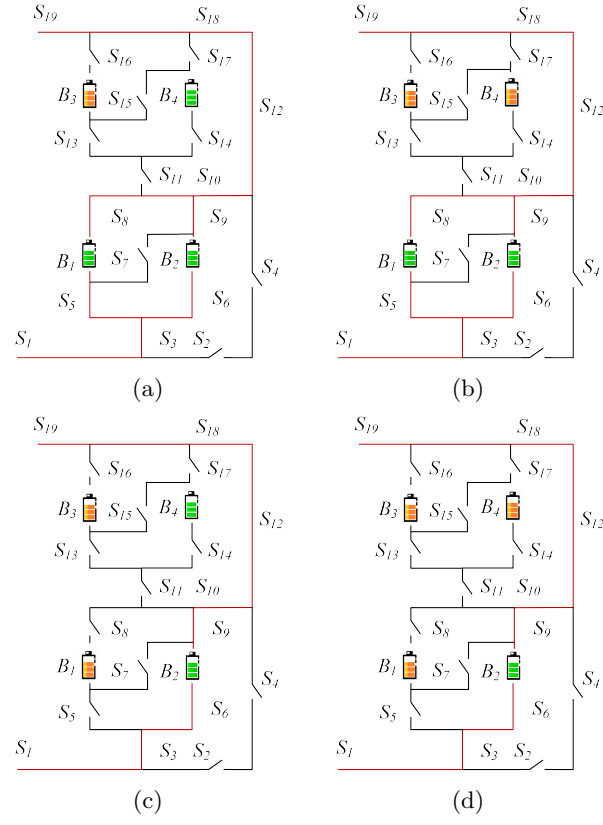 S19 S18
S16 S17
B3 S15 B4 S12
S13 S14
S11 S10
S8 S9
B1 S7 B2 S4
S5 S6
S1 S3 S2
(a)
S19 S18
S16 S17
B3 S15 B4 S12
S13 S14
S11 S10
S8 S9
B1 S7 B2 S4
S5 S6
S1 S3 S2
(b)
S19 S18
S16 S17
B3 S15 B4 S12
S13 S14
S11 S10
S8 S9
B1 S7 B2 S4
S5 S6
S1 S3 S2
(c)
S19 S18
S16 S17
B3 S15 B4 S12
S13 S14
S11 S10
S8 S9
B1 S7 B2 S4
S5 S6
S1 S3 S2
(d)